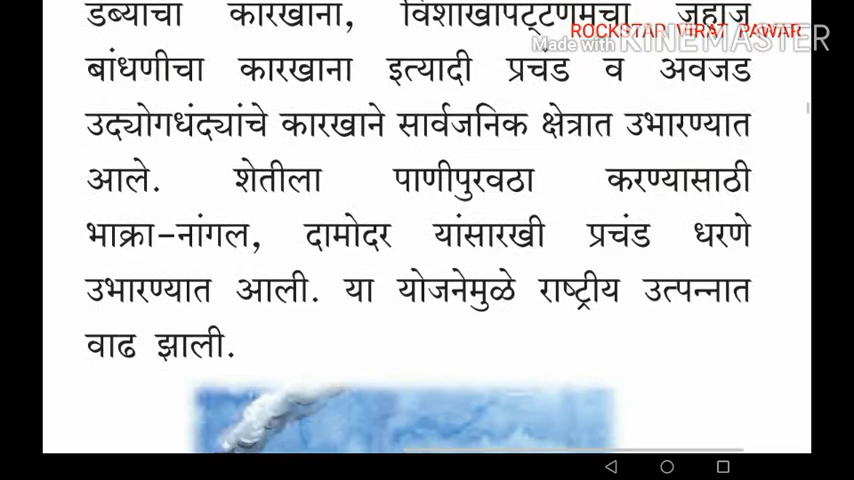 डब्याचा कारखाना, विशाखापट्टणमचा जहाज
ROCKSTAR VIRAT PAWAR
Made with KINEMASTER
बांधणीचा कारखाना इत्यादी प्रचंड व अवजड
उद्योगधंद्यांचे कारखाने सार्वजनिक क्षेत्रात उभारण्यात
आले. शेतीला पाणीपुरवठा करण्यासाठी
भाक्रा-नांगल, दामोदर यांसारखी प्रचंड धरणे
उभारण्यात आली. या योजनेमुळे राष्ट्रीय उत्पन्नात
वाढ झाली.